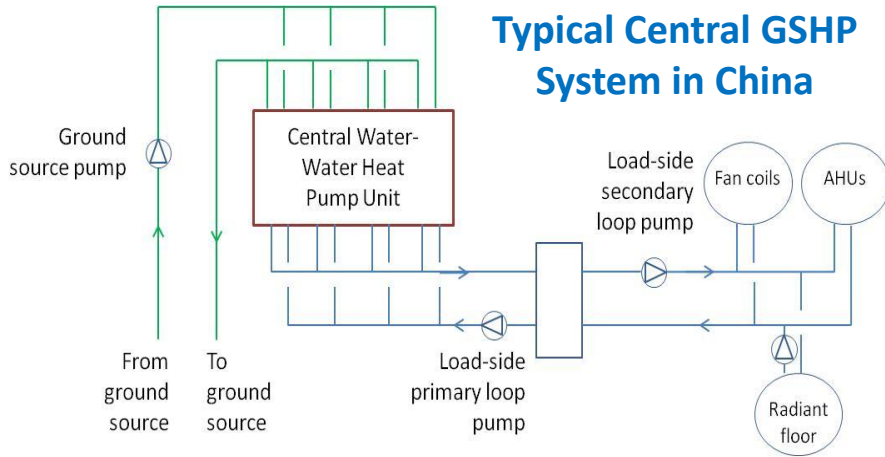 Typical Central GSHP
System in China
Ground
source pump
Central Water-
Water Heat
Pump Unit
Load-side
secondary
loop pump
Fan coils
AHUs
From
ground
source
To
ground
source
Load-side
primary loop
pump
Radiant
floor